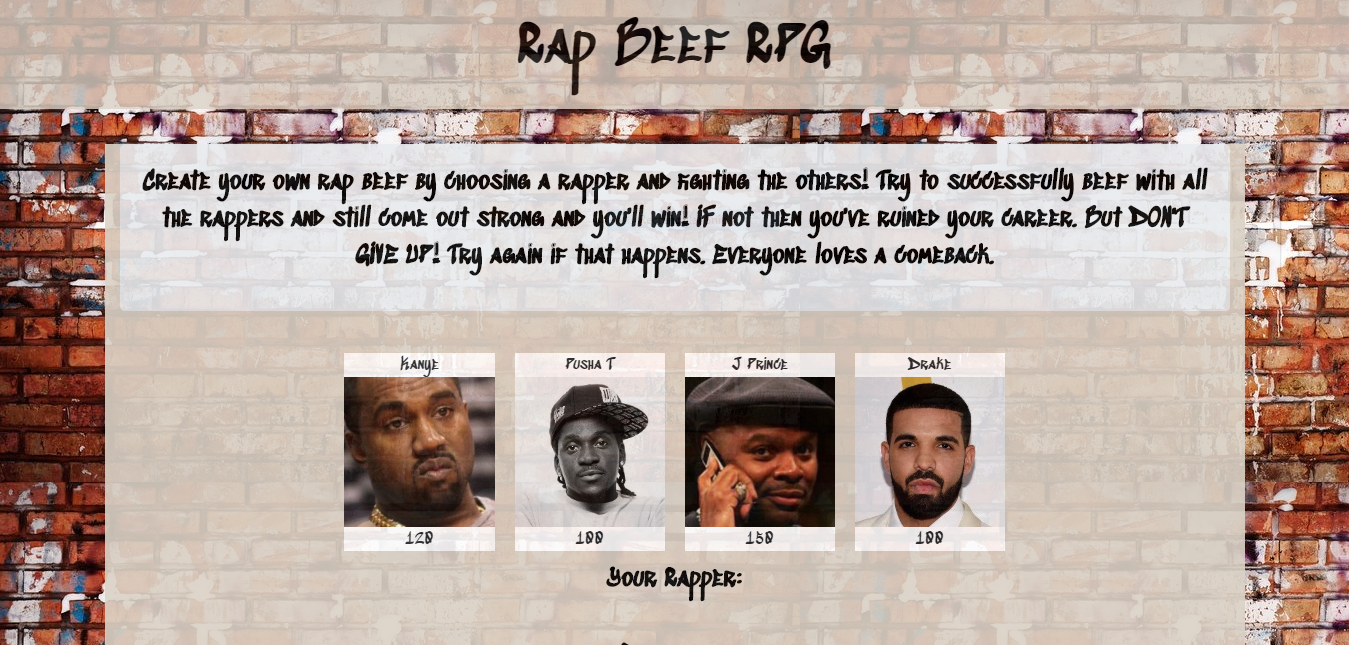 Rap Beef RPG
Create your own rap beef by choosing a rapper and fighting the others! Try to successfully beef with all
the rappers and still come out strong and you'll win! If not then you've ruined your career. But DON'T
GIVE UP! Try again if that happens. Everyone loves a comeback.
Kanye Pusha T J Prince Drake
120 100 150 180
Your Rapper: